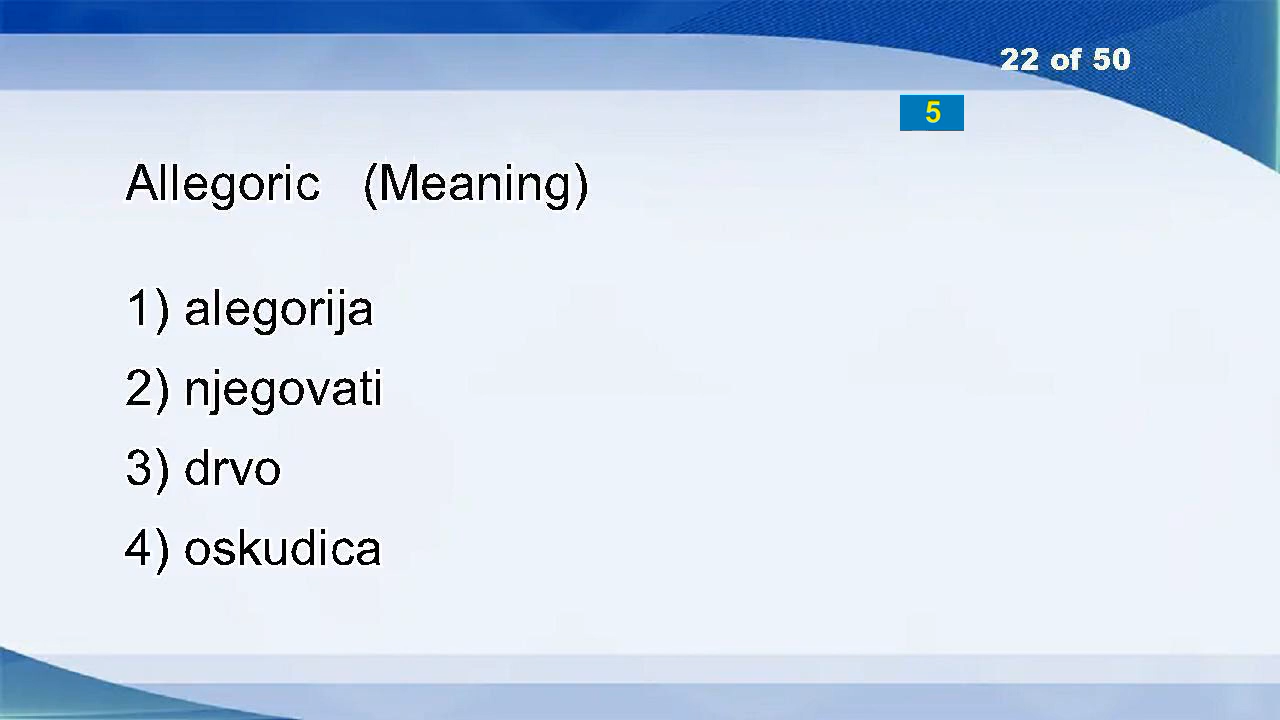 22 of 50
5
Allegoric (Meaning)
1) alegorija
2) njegovati
3) drvo
4) oskudica